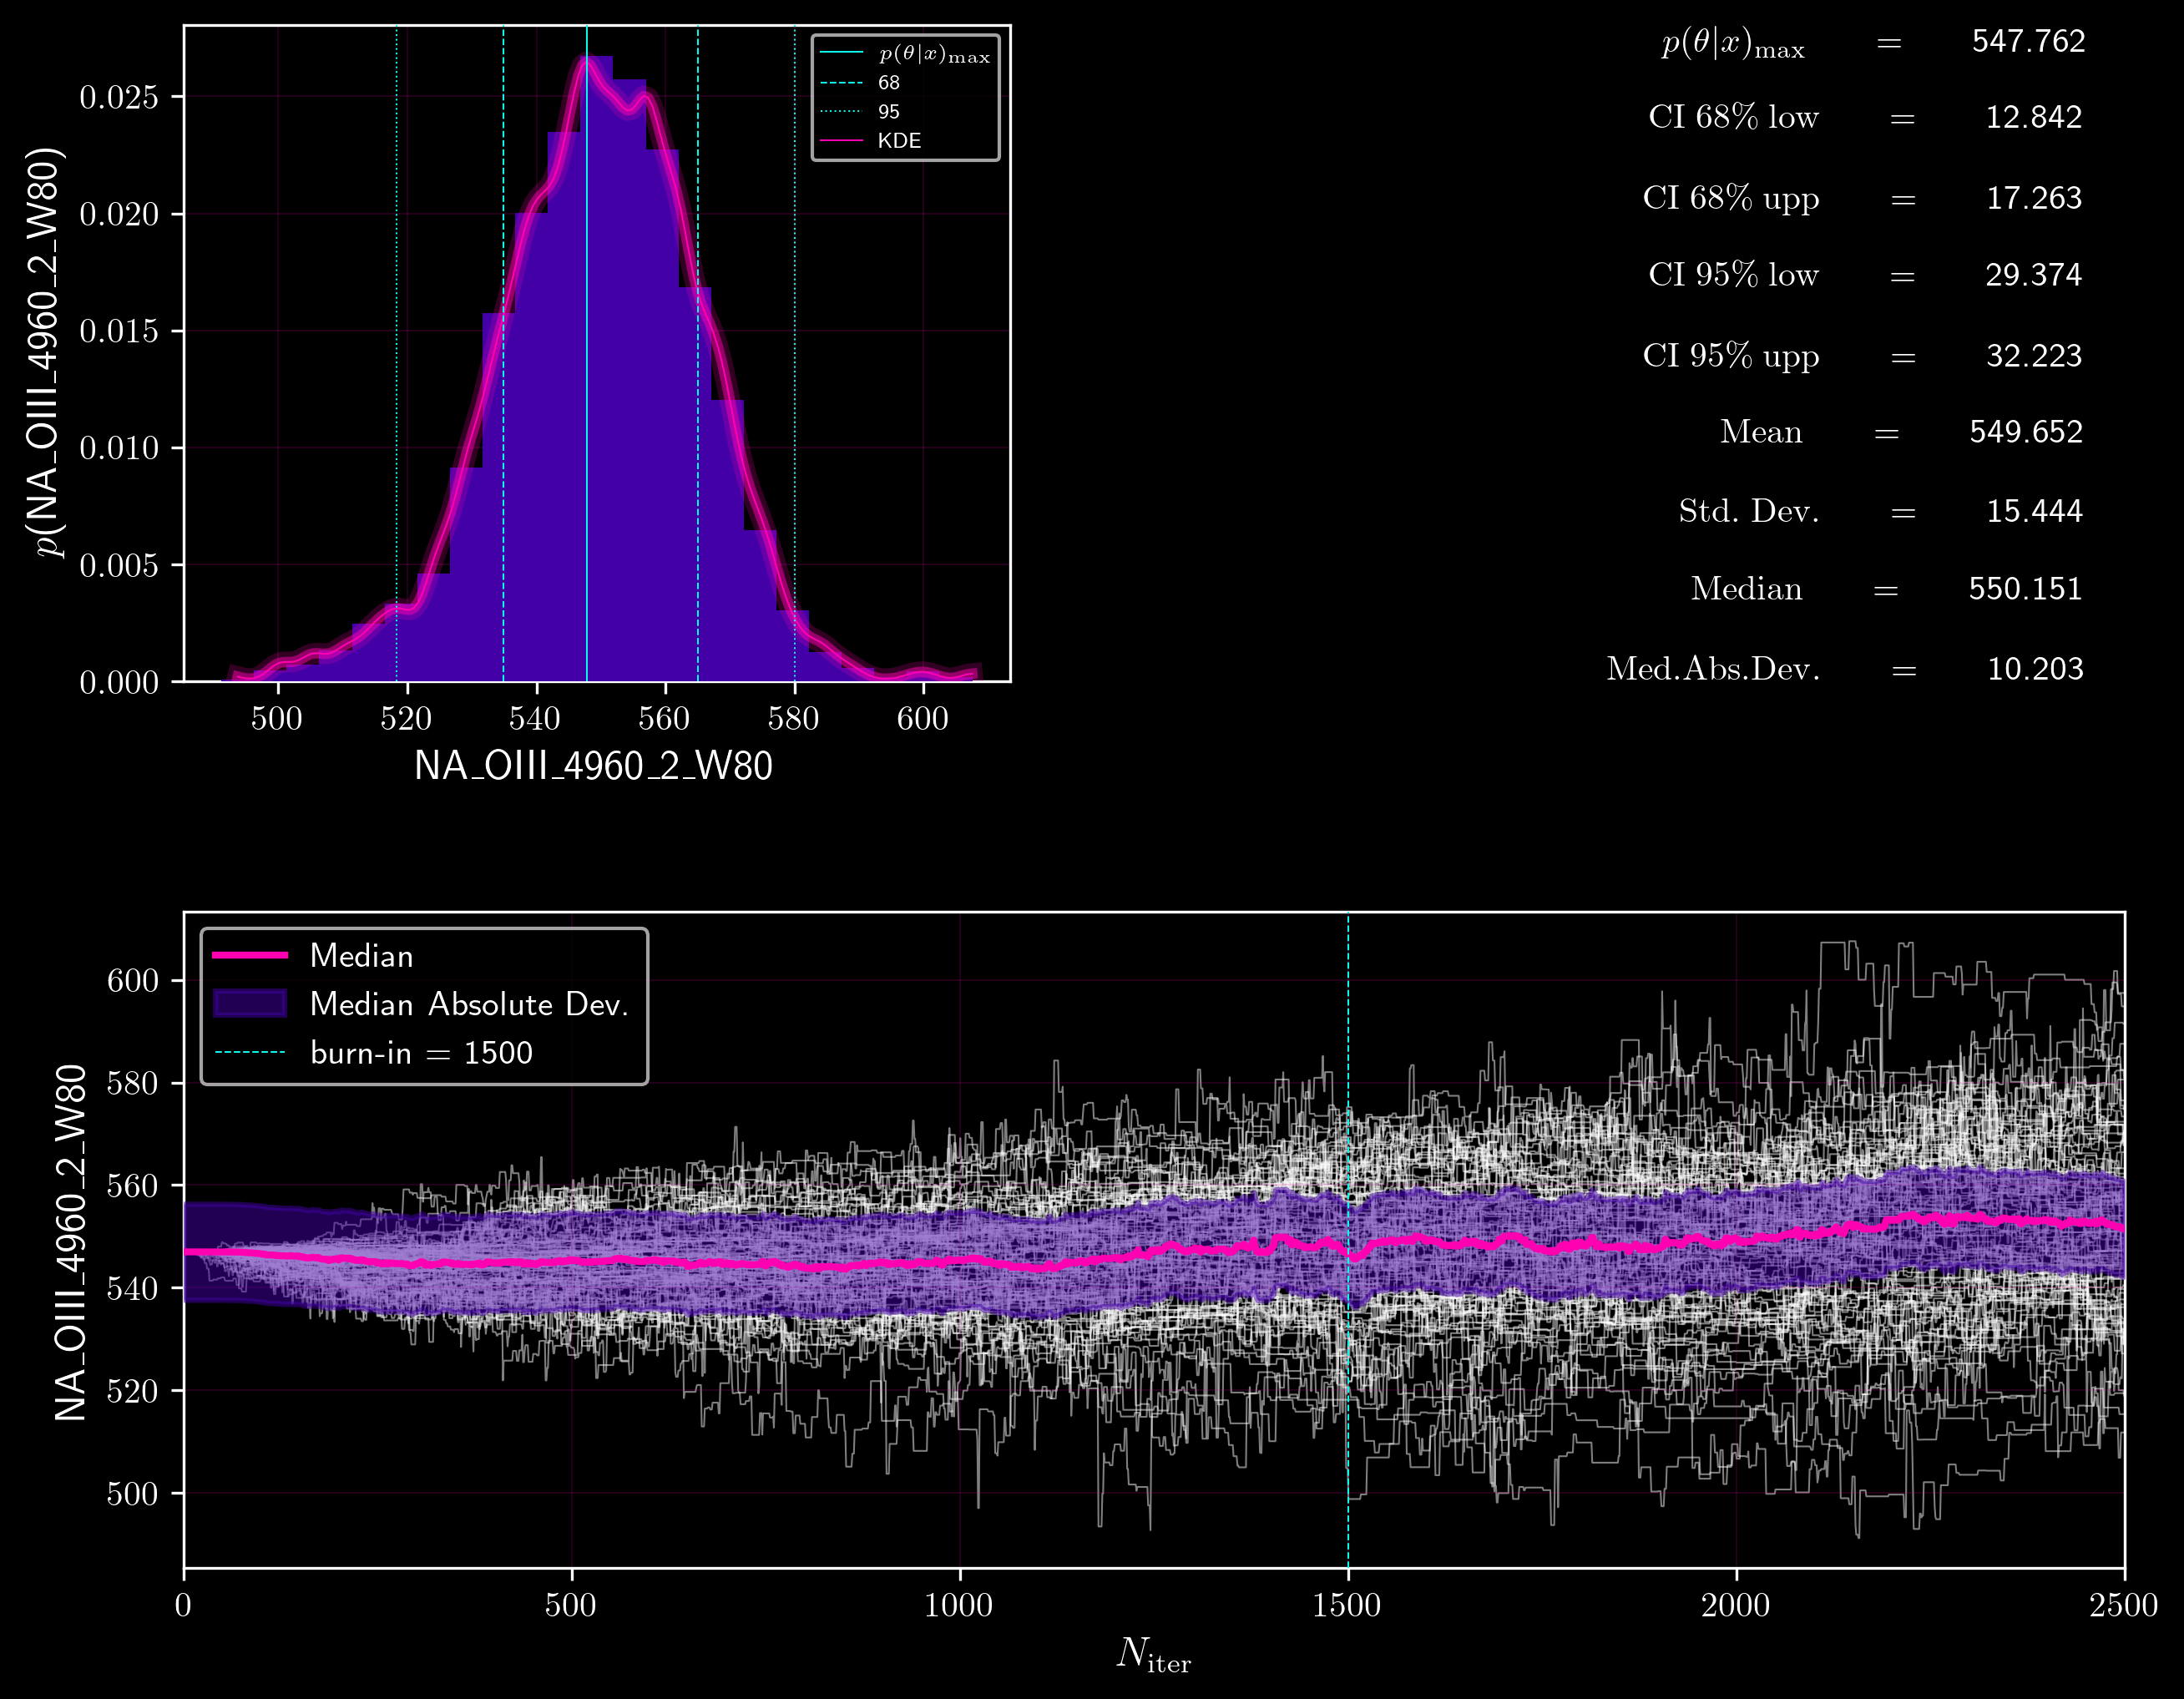 p(NA_OIII_4960_2_W80)
0.025
0.020
0.015
0.010
0.005
0.000
500 520 540 560 580 600
NA_OIII_4960_2_W80
p(θ|x)max
68
95
KDE
p(θ|x)max = 547.762
CI 68% low = 12.842
CI 68% upp = 17.263
CI 95% low = 29.374
CI 95% upp = 32.223
Mean = 549.652
Std. Dev. = 15.444
Median = 550.151
Med.Abs.Dev. = 10.203
NA_OIII_4960_2_W80
600
580
560
540
520
500
Median
Median Absolute Dev.
burn-in = 1500
0 500 1000 1500 2000 2500
Niter